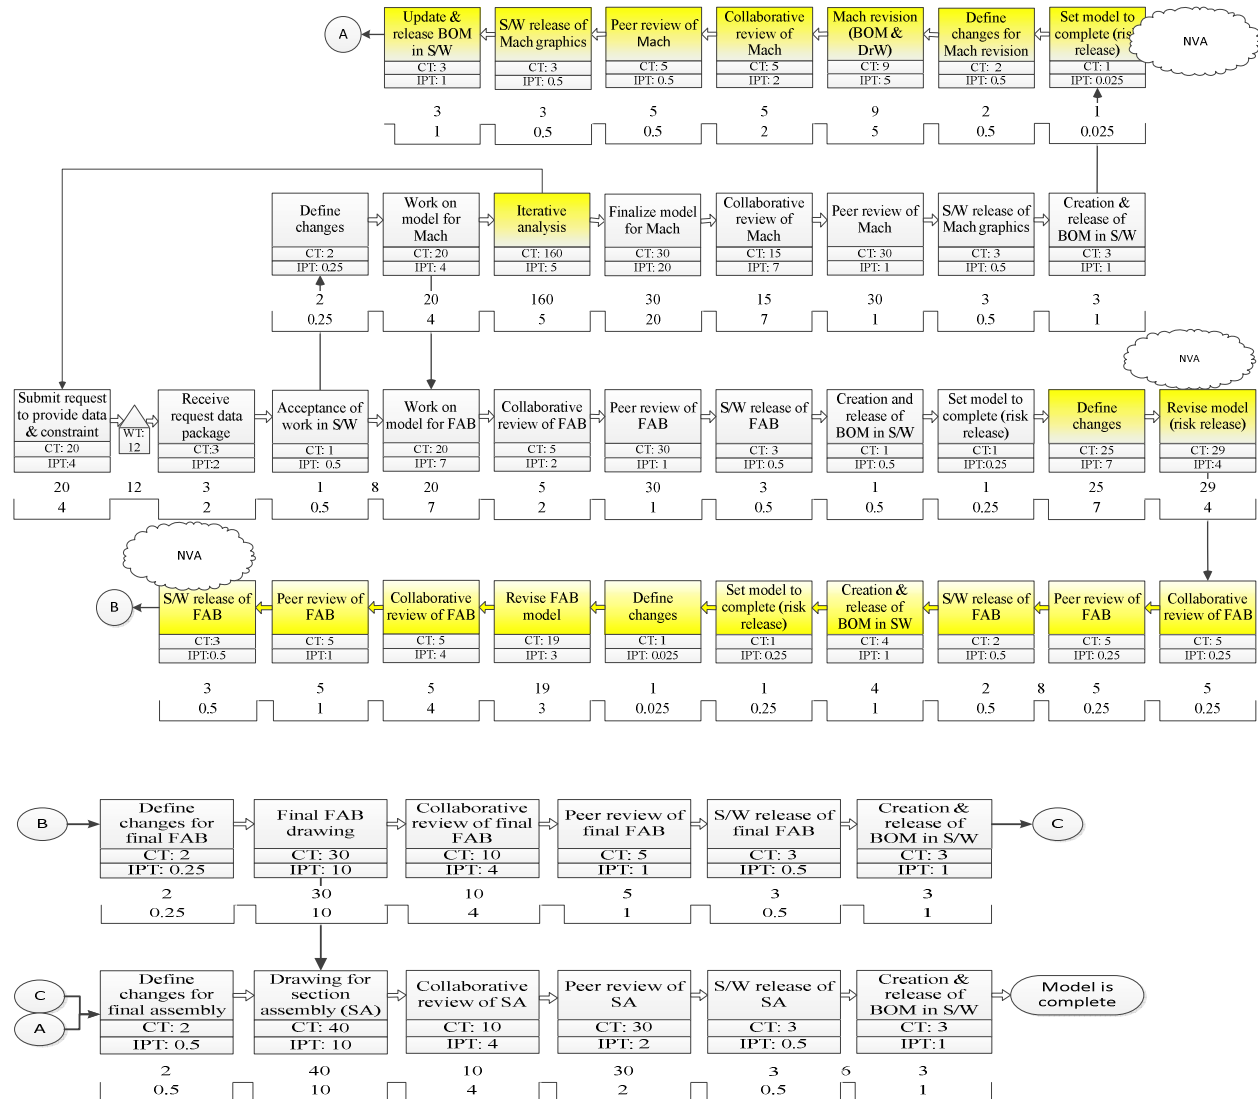 A
Update &
release BOM
in S/W
CT: 3
IPT: 1
S/W release of
Mach graphics
CT: 3
IPT: 0.5
Peer review of
Mach
CT: 5
IPT: 0.5
Collaborative
review of
Mach
CT: 5
IPT: 2
Mach revision
(BOM &
DrW)
CT: 9
IPT: 5
Define
changes for
Mach revision
CT: 2
IPT: 0.5
Set model to
complete (risk
release)
CT: 1
IPT: 0.025
NVA
3 3 5 5 9 2 1
1 0.5 0.5 2 5 0.5 0.025
Define
changes
CT: 2
IPT: 0.25
Work on
model for
Mach
CT: 20
IPT: 4
Iterative
analysis
CT: 160
IPT: 5
Finalize model
for Mach
CT: 30
IPT: 20
Collaborative
review of
Mach
CT: 15
IPT: 7
Peer review of
Mach
CT: 30
IPT: 1
S/W release of
Mach graphics
CT: 3
IPT: 0.5
Creation &
release of
BOM in S/W
CT: 3
IPT: 1
2 20 160 30 15 30 3 3
0.25 4 5 20 7 1 0.5 1
NVA
Submit request
to provide data
& constraint
CT: 20
IPT:4
WT:
12
Receive
request data
package
CT:3
IPT:2
Acceptance of
work in S/W
CT: 1
IPT: 0.5
Work on
model for FAB
CT: 20
IPT: 7
Collaborative
review of FAB
CT: 5
IPT: 2
Peer review of
FAB
CT: 30
IPT: 1
S/W release of
FAB
CT: 3
IPT:0.5
Creation and
release of
BOM in S/W
CT: 1
IPT: 0.5
Set model to
complete (risk
release)
CT:1
IPT:0.25
Define
changes
CT: 25
IPT: 7
Revise model
(risk release)
CT: 29
IPT:4
20 12 3 1 8 20 5 30 3 1 1 25 29
4 2 0.5 7 2 1 0.5 0.5 0.25 7 4
NVA
B
S/W release of
FAB
CT:3
IPT:0.5
Peer review of
FAB
CT: 5
IPT:1
Collaborative
review of FAB
CT: 5
IPT: 4
Revise FAB
model
CT: 19
IPT: 3
Define
changes
CT: 1
IPT: 0.025
Set model to
complete (risk
release)
CT:1
IPT: 0.25
Creation &
release of
BOM in SW
CT: 4
IPT: 1
S/W release of
FAB
CT: 2
IPT: 0.5
Peer review of
FAB
CT: 5
IPT: 0.25
Collaborative
review of FAB
CT: 5
IPT: 0.25
3 5 5 19 1 1 4 2 8 5 5
0.5 1 4 3 0.025 0.25 1 0.5 0.25 0.25
B
Define
changes for
final FAB
CT: 2
IPT: 0.25
Final FAB
drawing
CT: 30
IPT: 10
Collaborative
review of final
FAB
CT: 10
IPT: 4
Peer review of
final FAB
CT: 5
IPT: 1
S/W release of
final FAB
CT: 3
IPT: 0.5
Creation &
release of
BOM in S/W
CT: 3
IPT: 1
C
2 30 10 5 3 3
0.25 10 4 1 0.5 1
C
A
Define
changes for
final assembly
CT: 2
IPT: 0.5
Drawing for
section
assembly (SA)
CT: 40
IPT: 10
Collaborative
review of SA
CT: 10
IPT: 4
Peer review of
SA
CT: 30
IPT: 2
S/W release of
SA
CT: 3
IPT: 0.5
Creation &
release of
BOM in S/W
CT: 3
IPT:1
Model is
complete
2 40 10 30 3 6 3
0.5 10 4 2 0.5 1